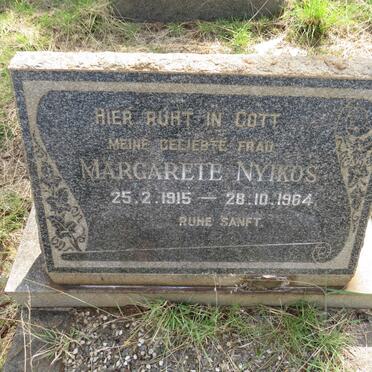 HIER RUHT IN GOTT
MEINE GELIEBTE FRAU
MARGARETE NYIKOS
25.2.1915 — 28.10.1964
RUHE SANFT.